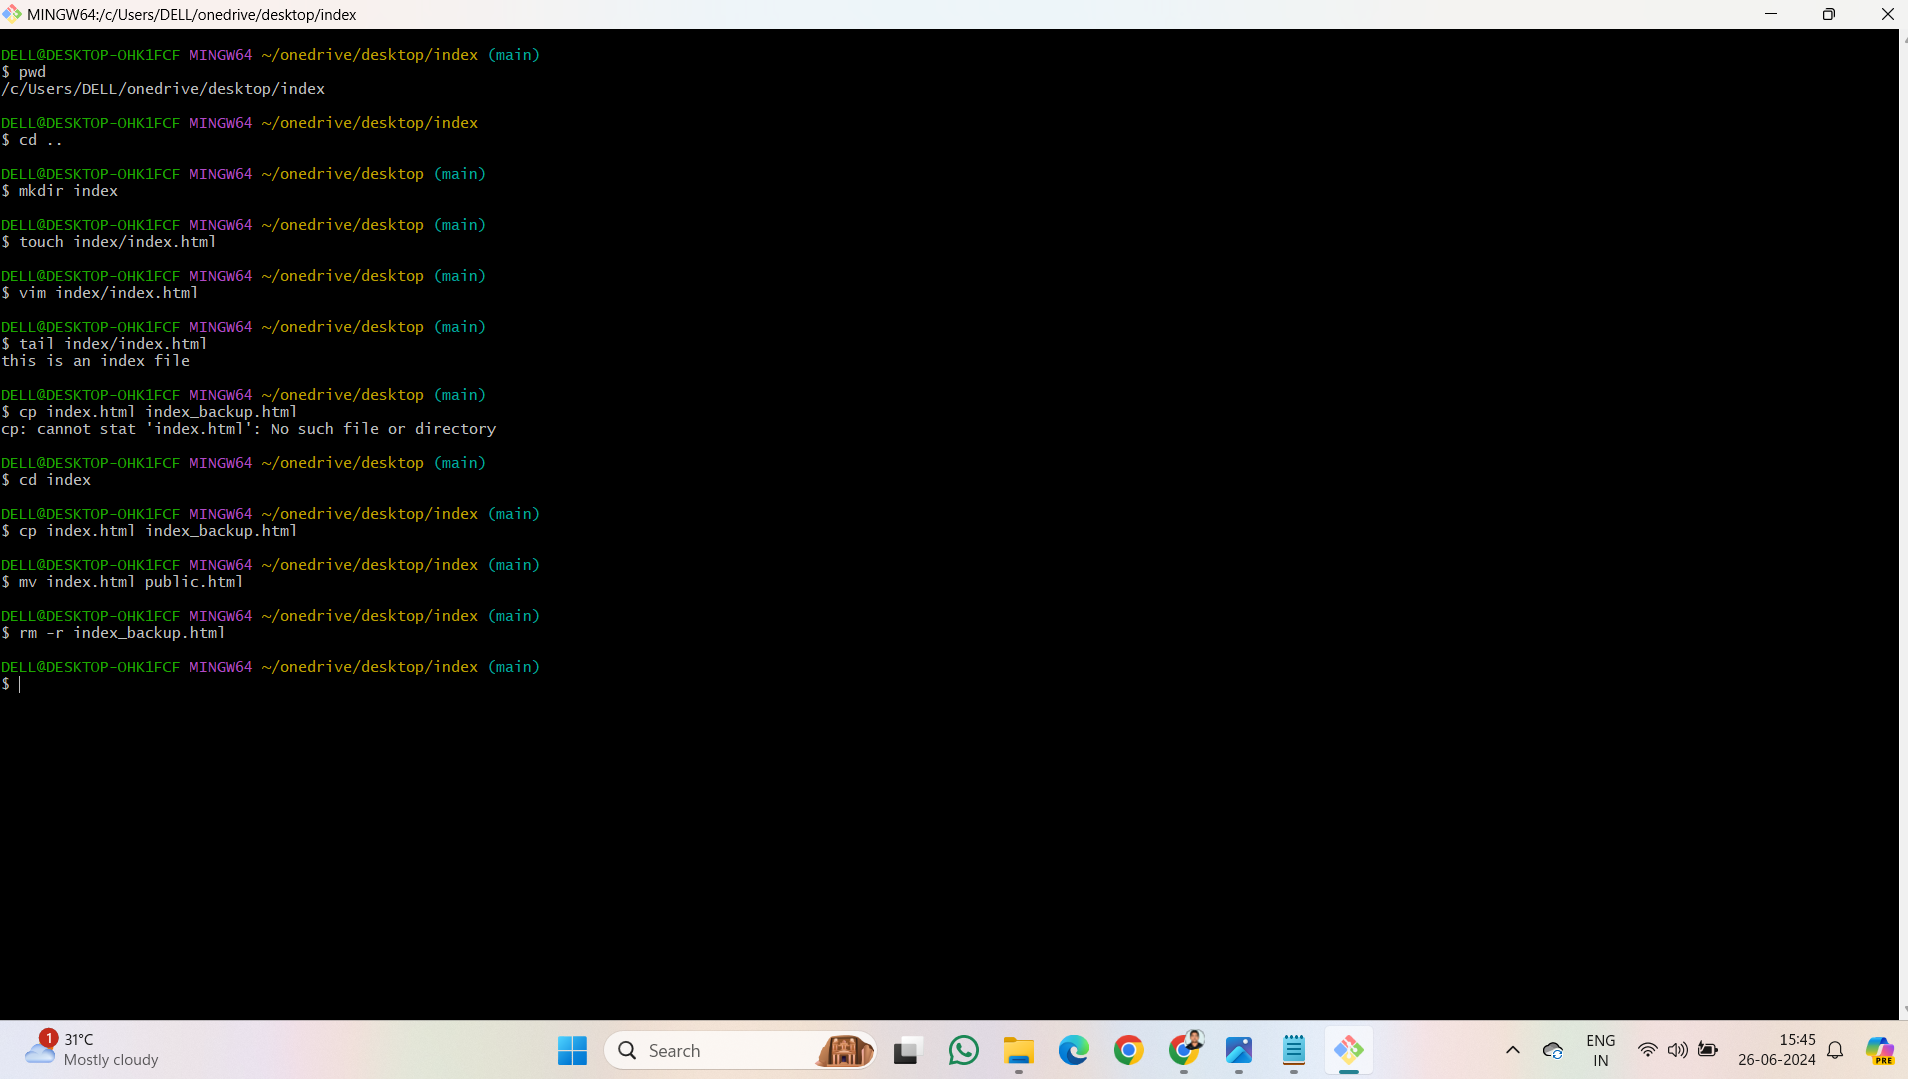 MINGW64:/c/Users/DELL/onedrive/desktop/index
DELL@DESKTOP-OHK1FCF MINGW64 ~/onedrive/desktop/index (main)
$ pwd
/c/Users/DELL/onedrive/desktop/index
DELL@DESKTOP-OHK1FCF MINGW64 ~/onedrive/desktop/index
$ cd ..
DELL@DESKTOP-OHK1FCF MINGW64 ~/onedrive/desktop (main)
$ mkdir index
DELL@DESKTOP-OHK1FCF MINGW64 ~/onedrive/desktop (main)
$ touch index/index.html
DELL@DESKTOP-OHK1FCF MINGW64 ~/onedrive/desktop (main)
$ vim index/index.html
DELL@DESKTOP-OHK1FCF MINGW64 ~/onedrive/desktop (main)
$ tail index/index.html
this is an index file
DELL@DESKTOP-OHK1FCF MINGW64 ~/onedrive/desktop (main)
$ cp index.html index_backup.html
cp: cannot stat 'index.html': No such file or directory
DELL@DESKTOP-OHK1FCF MINGW64 ~/onedrive/desktop (main)
$ cd index
DELL@DESKTOP-OHK1FCF MINGW64 ~/onedrive/desktop/index (main)
$ cp index.html index_backup.html
DELL@DESKTOP-OHK1FCF MINGW64 ~/onedrive/desktop/index (main)
$ mv index.html public.html
DELL@DESKTOP-OHK1FCF MINGW64 ~/onedrive/desktop/index (main)
$ rm -r index_backup.html
DELL@DESKTOP-OHK1FCF MINGW64 ~/onedrive/desktop/index (main)
$
1
31°C
Mostly cloudy
Search
ENG
IN
15:45
26-06-2024
PRE